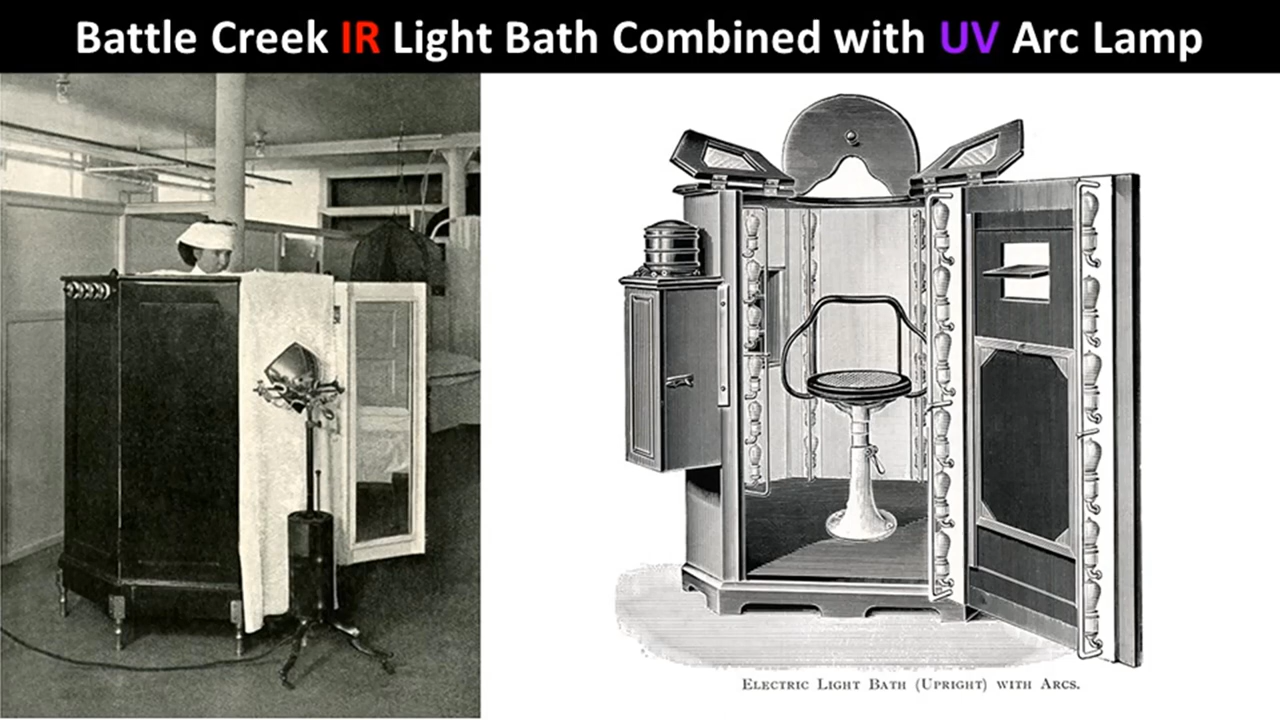 Battle Creek IR Light Bath Combined with UV Arc Lamp
ELECTRIC LIGHT BATH (UPRIGHT) WITH ARCS.